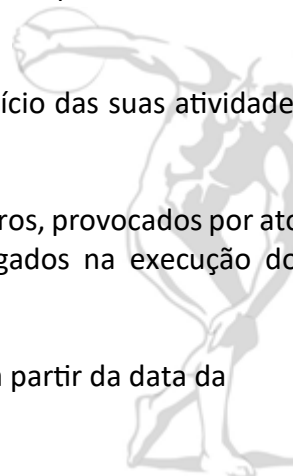 ício das suas atividade
ros, provocados por ato
gados na execução do
partir da data da